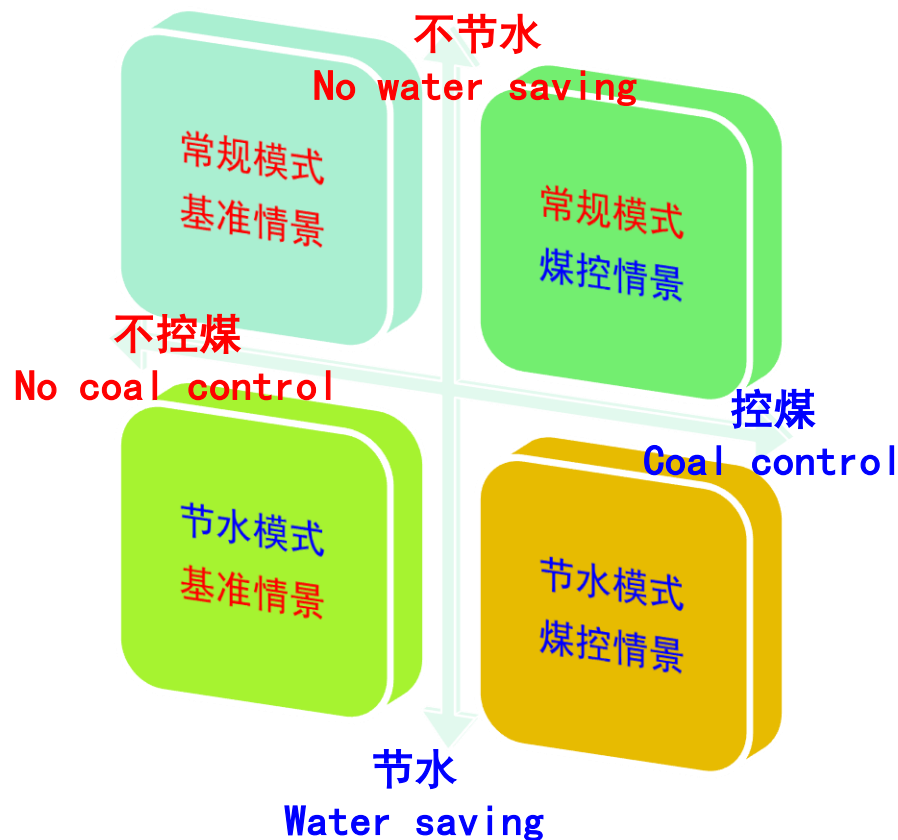 不节水
No water saving
常规模式
基准情景
常规模式
煤控情景
不控煤
No coal control
控煤
Coal control
节水模式
基准情景
节水模式
煤控情景
节水
Water saving